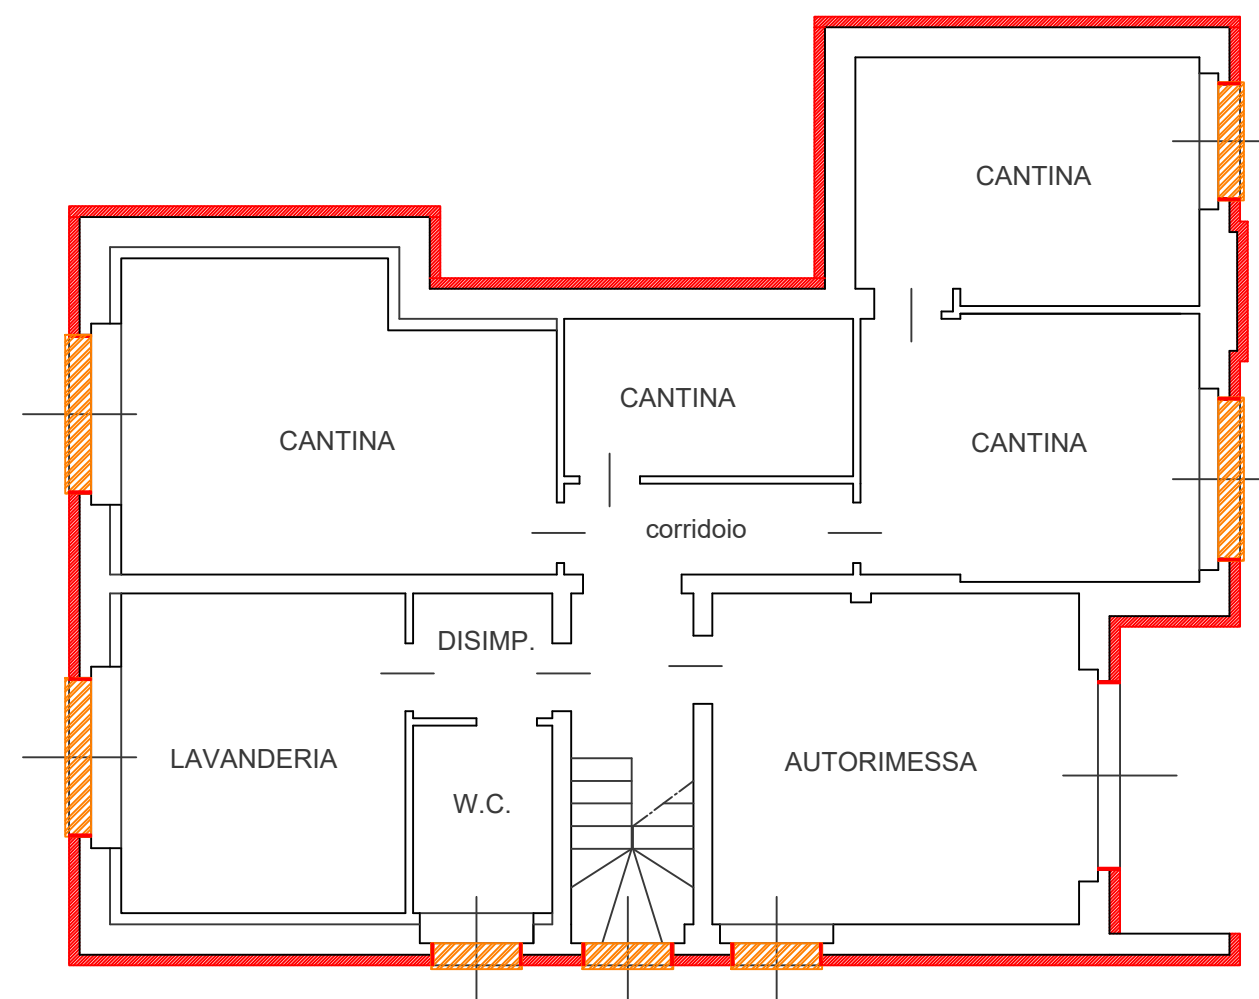 CANTINA
CANTINA
CANTINA
CANTINA
corridoio
DISIMP.
LAVANDERIA
W.C.
AUTORIMESSA